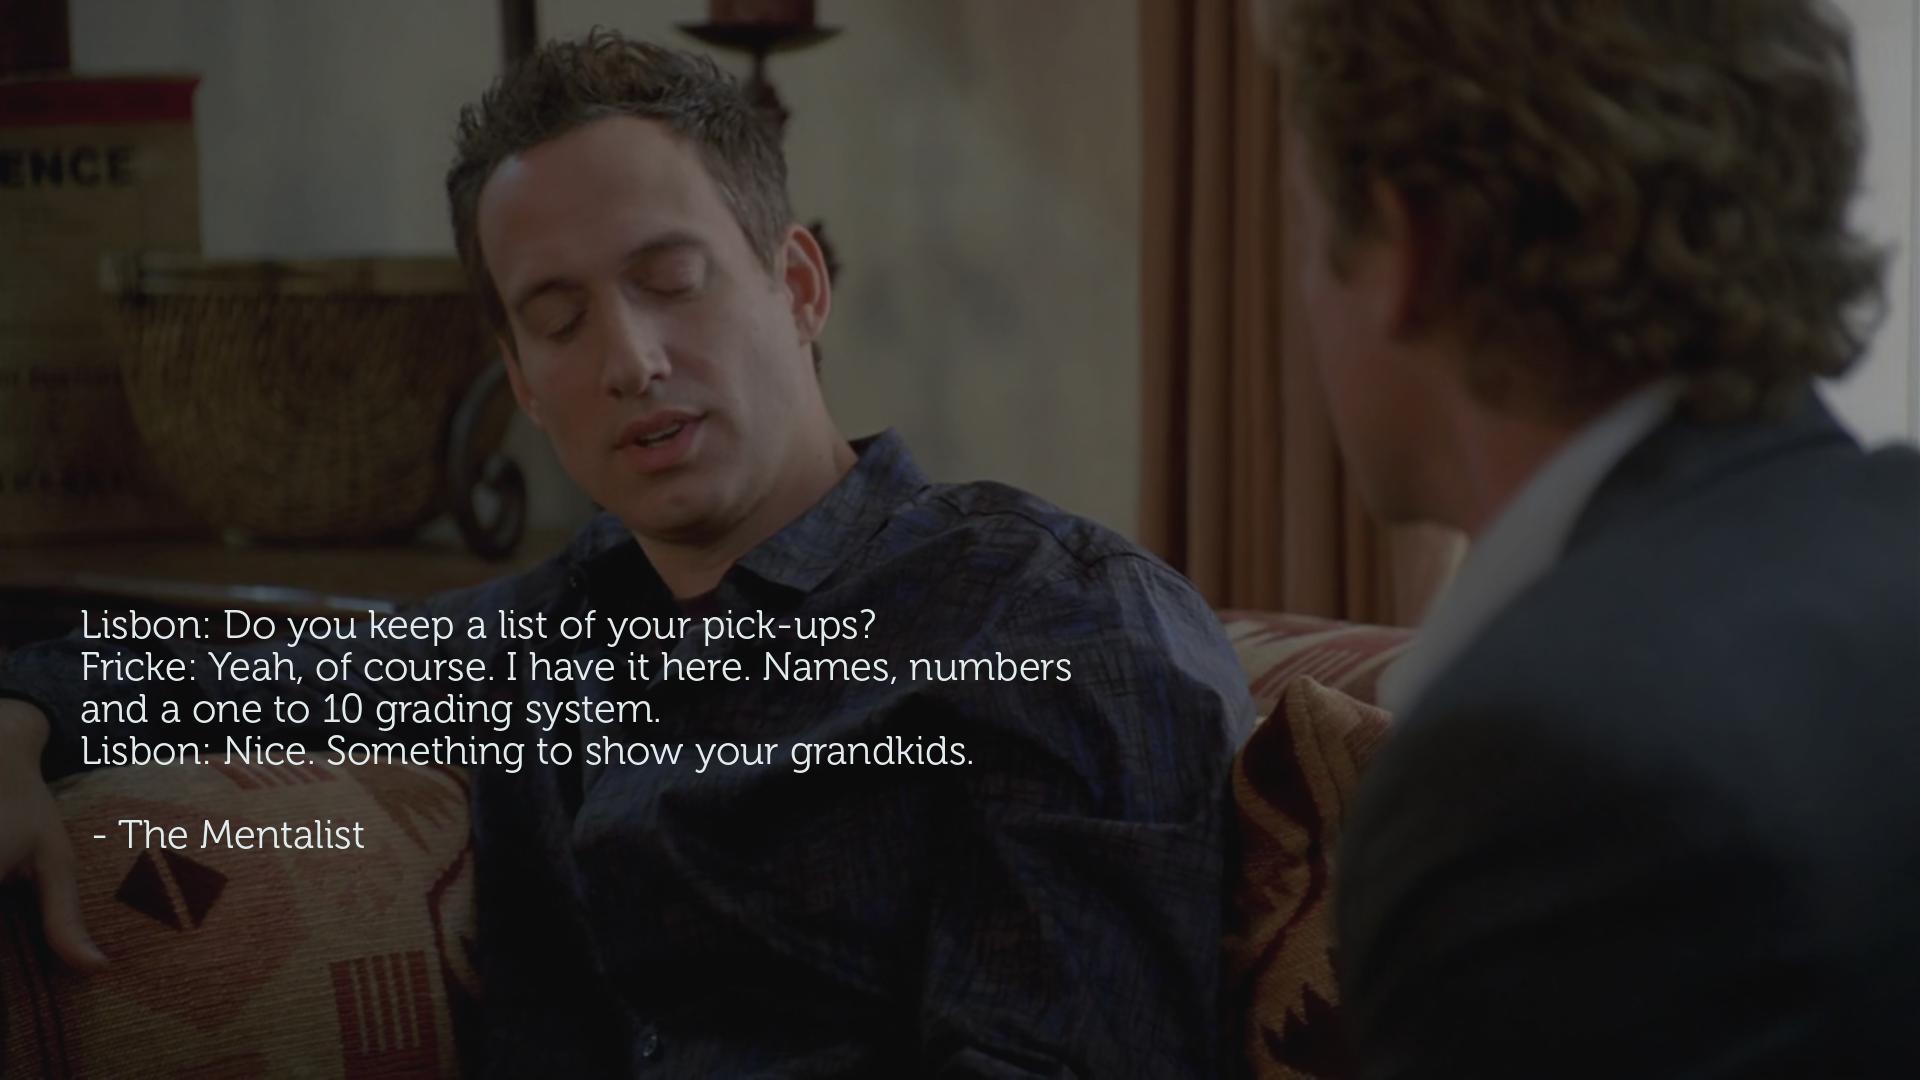 ENCE
Lisbon: Do you keep a list of your pick-ups?
Fricke: Yeah, of course. I have it here. Names, numbers
and a one to 10 grading system.
Lisbon: Nice. Something to show your grandkids.
- The Mentalist